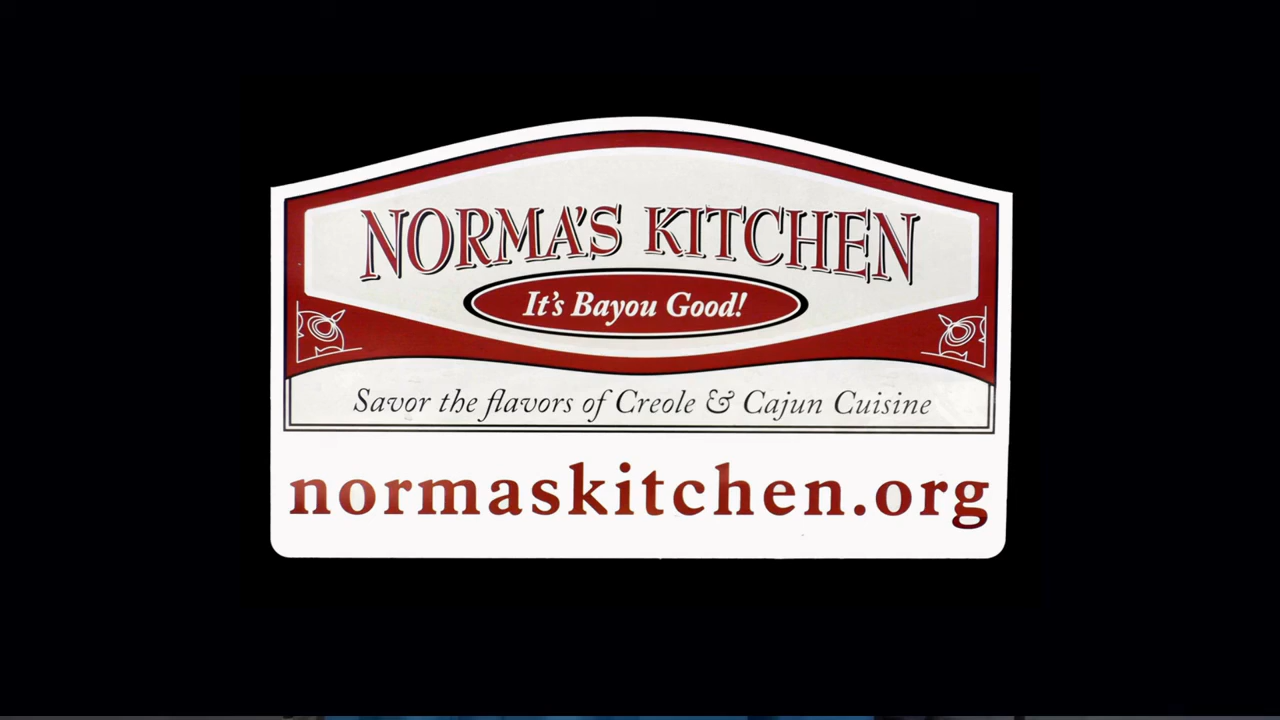 NORMA'S KITCHEN
It's Bayou Good!
Savor the flavors of Creole & Cajun Cuisine
normaskitchen.org